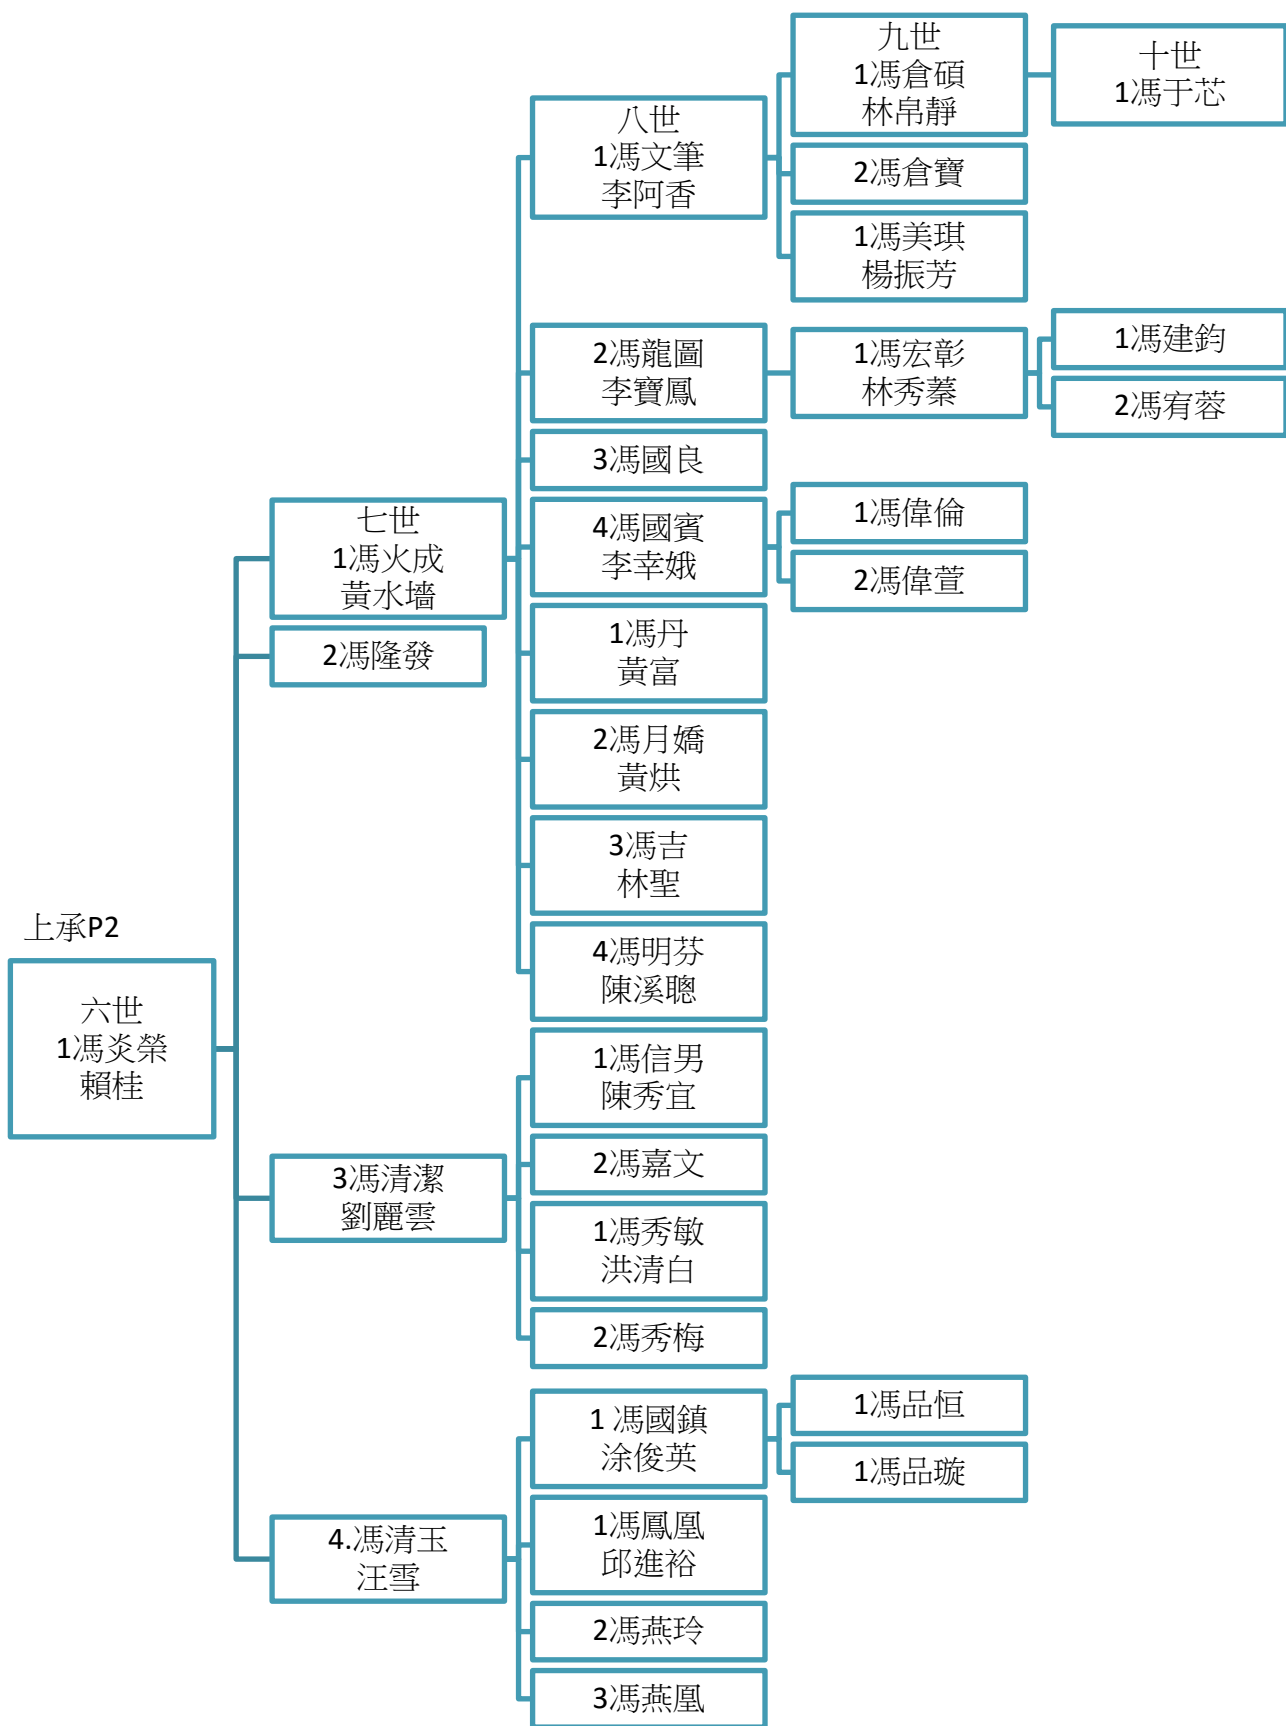 九世
1馮倉碩
林帛靜
十世
1馮于芯
八世
1馮文筆
李阿香
2馮倉寶
1馮美琪
楊振芳
2馮龍圖
李寶鳳
1馮宏彰
林秀蓁
1馮建鈞
2馮宥蓉
3馮國良
七世
1馮火成
黃水墻
4馮國賓
李幸娥
1馮偉倫
2馮偉萱
2馮隆發
1馮丹
黃富
2馮月嬌
黃烘
3馮吉
林聖
4馮明芬
陳溪聰
上承P2
六世
1馮炎榮
賴桂
1馮信男
陳秀宜
3馮清潔
劉麗雲
2馮嘉文
1馮秀敏
洪清白
2馮秀梅
1 馮國鎮
涂俊英
1馮品恒
1馮品璇
4.馮清玉
汪雪
1馮鳳凰
邱進裕
2馮燕玲
3馮燕凰